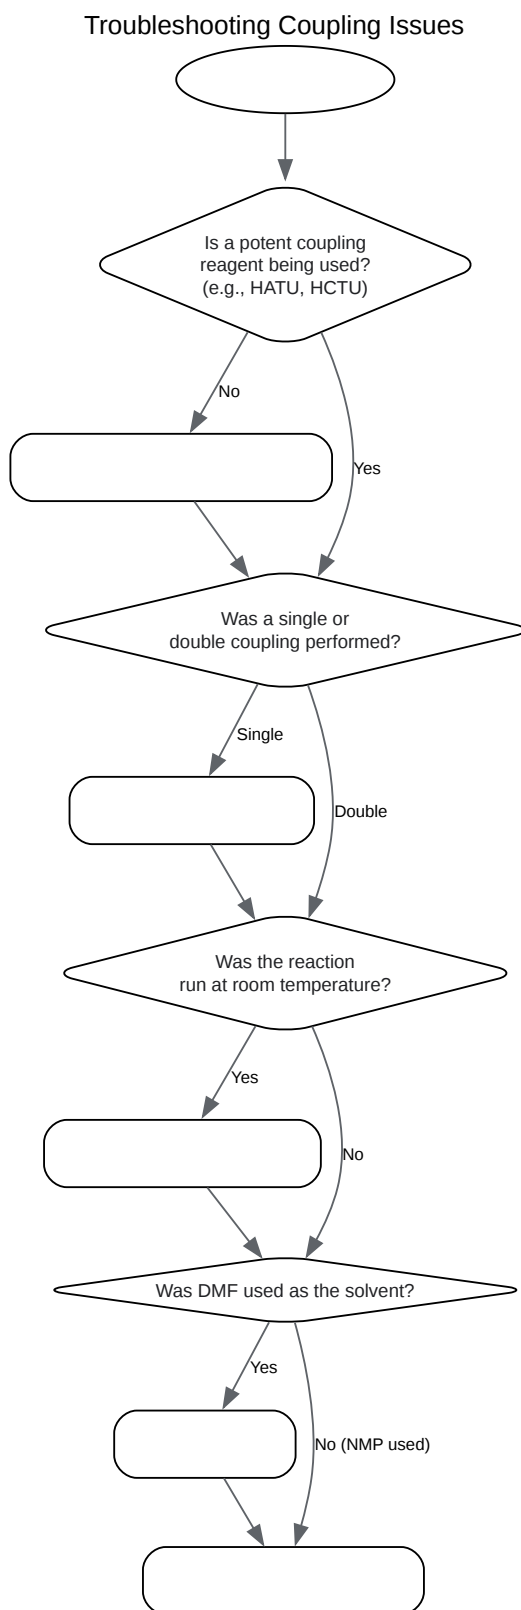 Troubleshooting Coupling Issues
Is a potent coupling
reagent being used?
(e.g., HATU, HCTU)
No
Yes
Was a single or
double coupling performed?
Single
Double
Was the reaction
run at room temperature?
Yes
No
Was DMF used as the solvent?
Yes
No (NMP used)